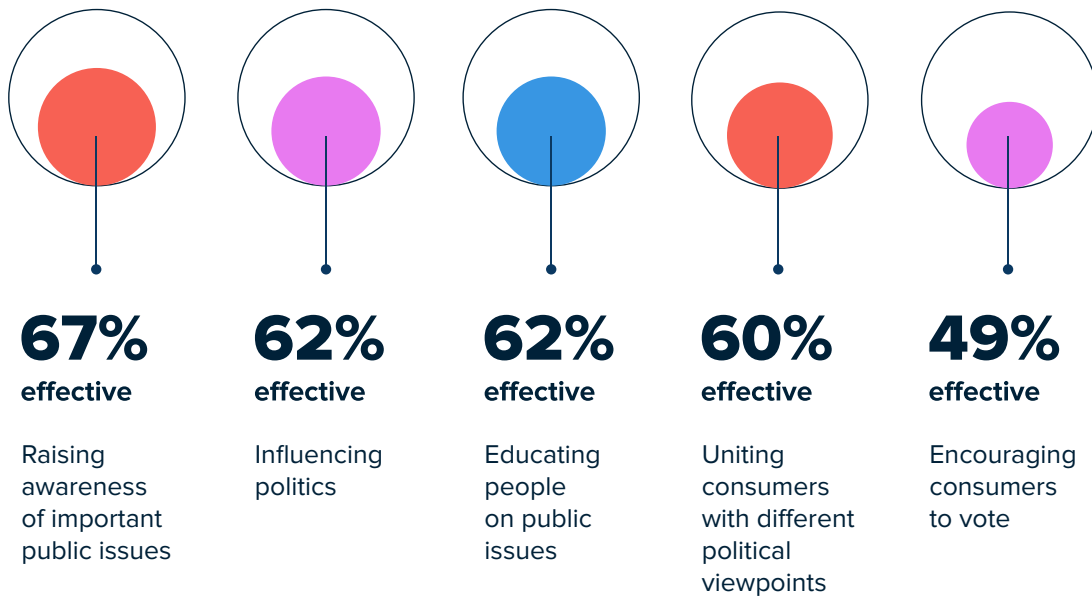 67%
effective
Raising
awareness
of important
public issues
62%
effective
Influencing
politics
62%
effective
Educating
people
on public
issues
60%
effective
Uniting
consumers
with different
political
viewpoints
49%
effective
Encouraging
consumers
to vote